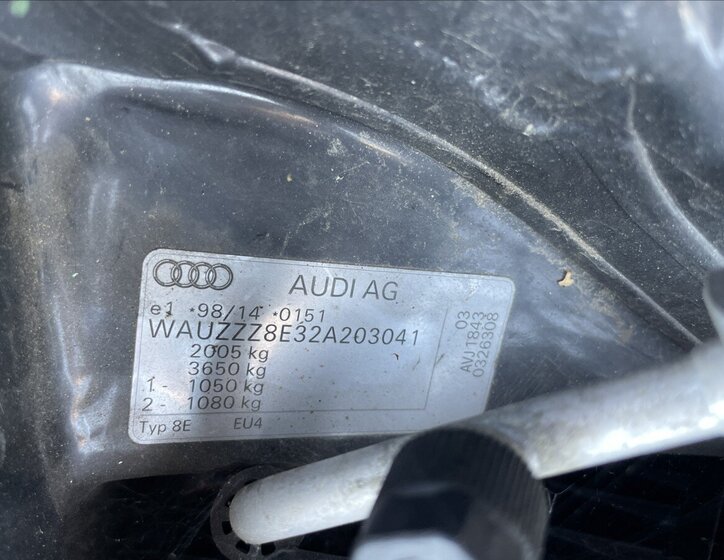 AUDI AG
e1 *98/14 *0151
WAUZZZ8E32A203041
2005 kg
3650 kg
1 - 1050 kg
2 - 1080 kg
Typ 8E EU4
03
AVJ1843
0326308